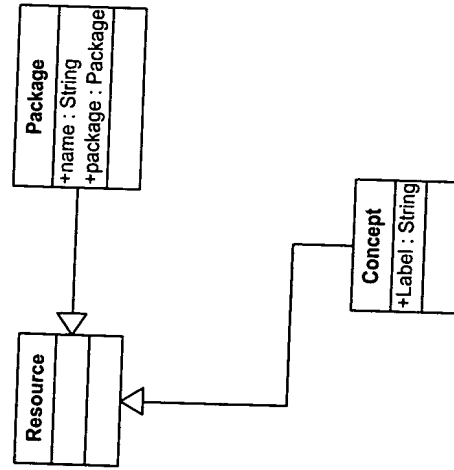 Package
+name : String
+package : Package
Resource
Concept
+Label : String